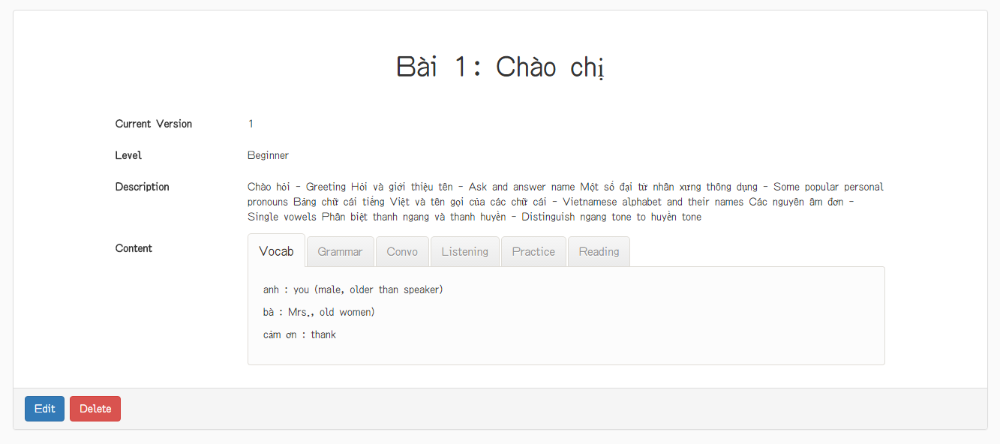 Bài 1: Chào chị
Current Version 1
Level Beginner
Description Chào hỏi - Greeting Hỏi và giới thiệu tên - Ask and answer name Một số đại từ nhân xưng thông dụng - Some popular personal
pronouns Bảng chữ cái tiếng Việt và tên gọi của các chữ cái - Vietnamese alphabet and their names Các nguyên âm đơn -
Single vowels Phân biệt thanh ngang và thanh huyền - Distinguish ngang tone to huyền tone
Content Vocab Grammar Convo Listening Practice Reading
anh : you (male, older than speaker)
bà : Mrs., old women)
cảm ơn : thank
Edit Delete